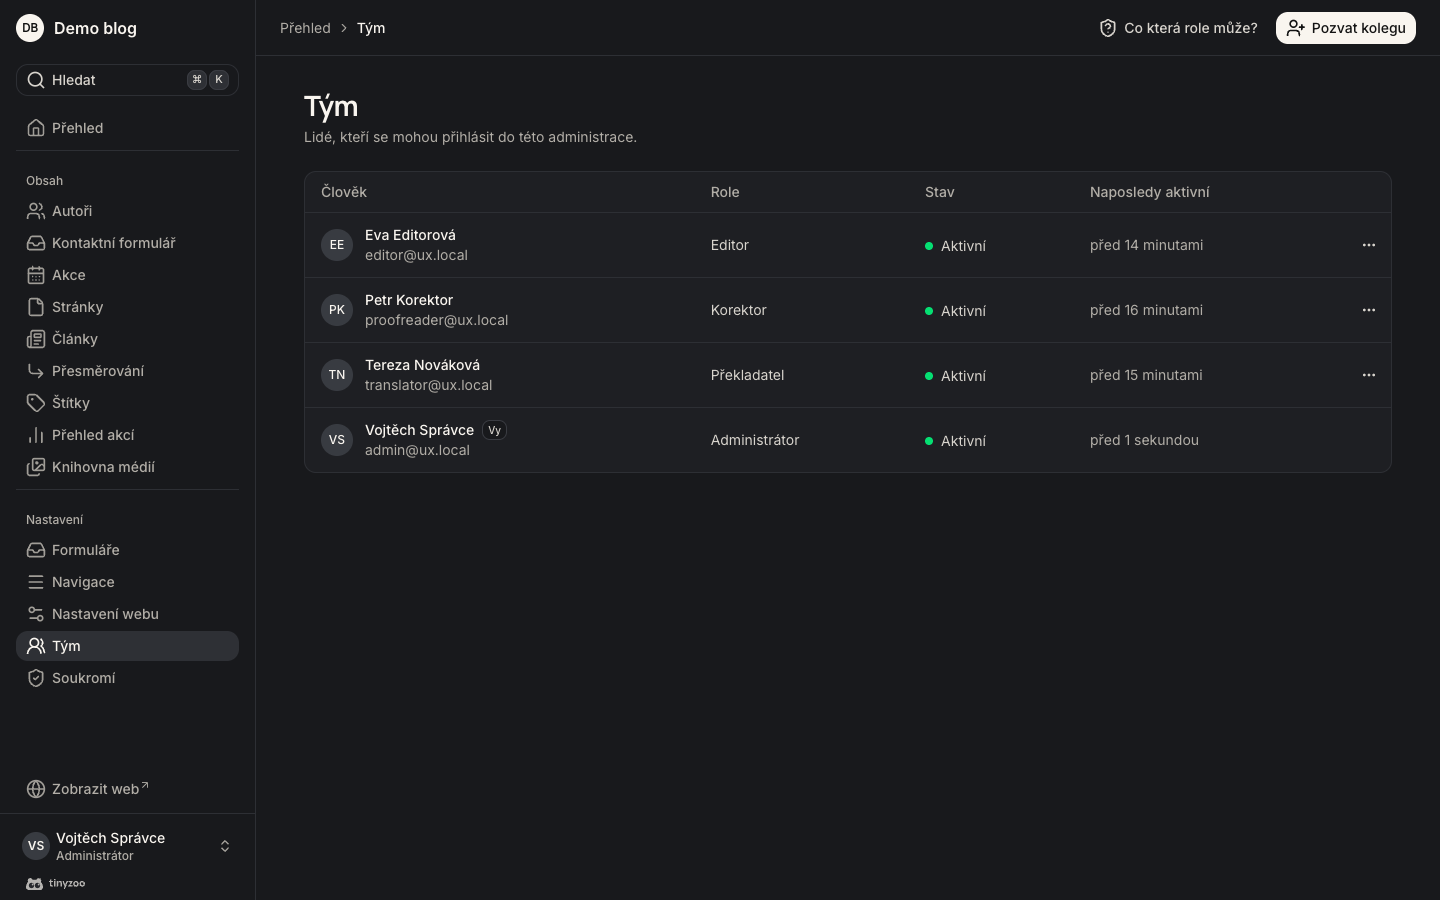 DB Demo blog
Hledat ⌘ K
Přehled
Obsah
Autoři
Kontaktní formulář
Akce
Stránky
Články
Přesměrování
Štítky
Přehled akcí
Knihovna médií
Nastavení
Formuláře
Navigace
Nastavení webu
Tým
Soukromí
Zobrazit web
VS Vojtěch Správce
Administrátor
tinyzoo
Přehled Tým
Co která role může? Pozvat kolegu
Tým
Lidé, kteří se mohou přihlásit do této administrace.
Člověk Role Stav Naposledy aktivní
EE Eva Editorová
editor@ux.local
Editor Aktivní před 14 minutami
PK Petr Korektor
proofreader@ux.local
Korektor Aktivní před 16 minutami
TN Tereza Nováková
translator@ux.local
Překladatel Aktivní před 15 minutami
VS Vojtěch Správce Vy
admin@ux.local
Administrátor Aktivní před 1 sekundou